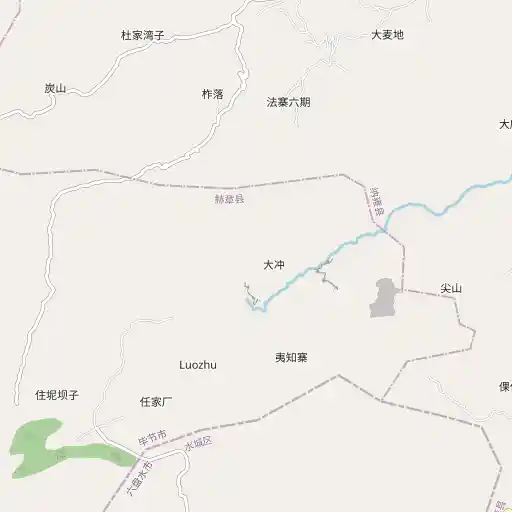 杜家湾子
大麦地
炭山
柞落
法寨六期
赫章县
纳雍县
大冲
尖山
夷知寨
Luozhu
住坭坝子
任家厂
毕节市
水城区
六盘水市